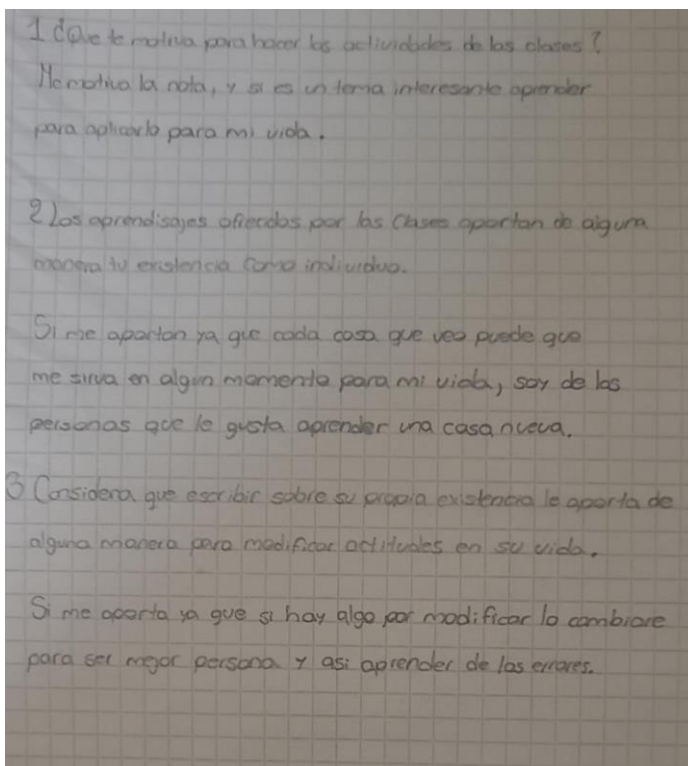 1 ¿Que te motiva para hacer las actividades de las clases?
Me motiva la nota, y si es un tema interesante aprender
para aplicarlo para mi vida.
2 Los aprendisajes ofrecidos por las clases aportan de alguna
manera tu existencia como individuo.
Si me aportan ya que cada cosa que veo puede que
me sirva en algun momento para mi vida, soy de las
personas que le gusta aprender una cosa nueva.
3 Considera que escribir sobre su propia existencia le aporta de
alguna manera para modificar actitudes en su vida.
Si me aporta ya que si hay algo por modificar lo cambiare
para ser mejor persona y asi aprender de los errores.